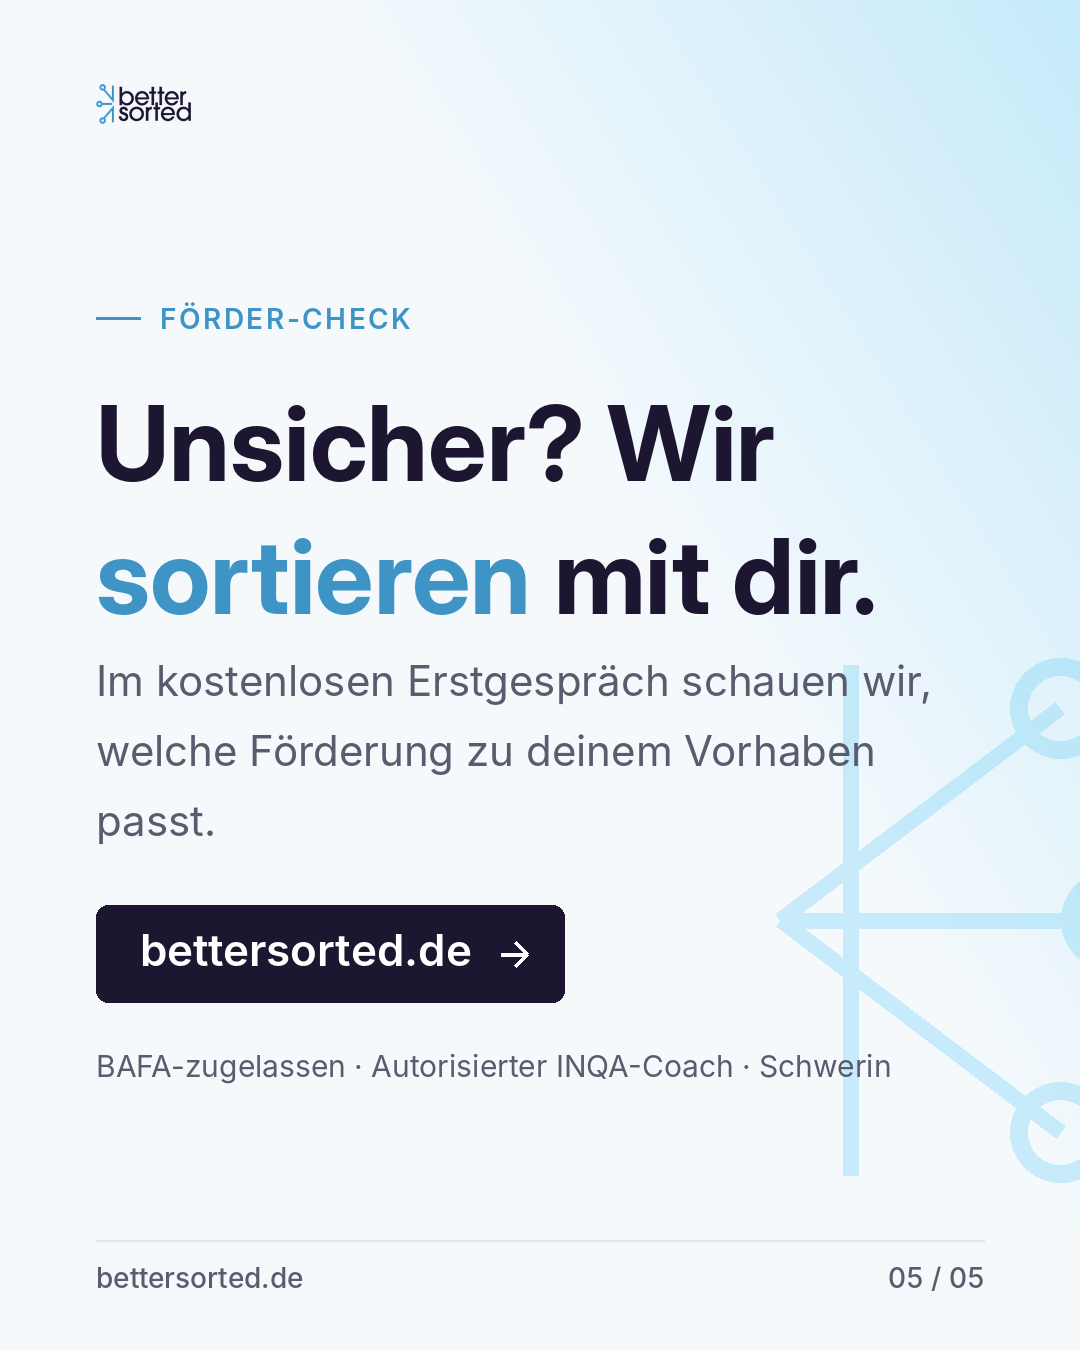 better
sorted
FÖRDER-CHECK
Unsicher? Wir
sortieren mit dir.
Im kostenlosen Erstgespräch schauen wir,
welche Förderung zu deinem Vorhaben
passt.
bettersorted.de →
BAFA-zugelassen · Autorisierter INQA-Coach · Schwerin
bettersorted.de
05 / 05